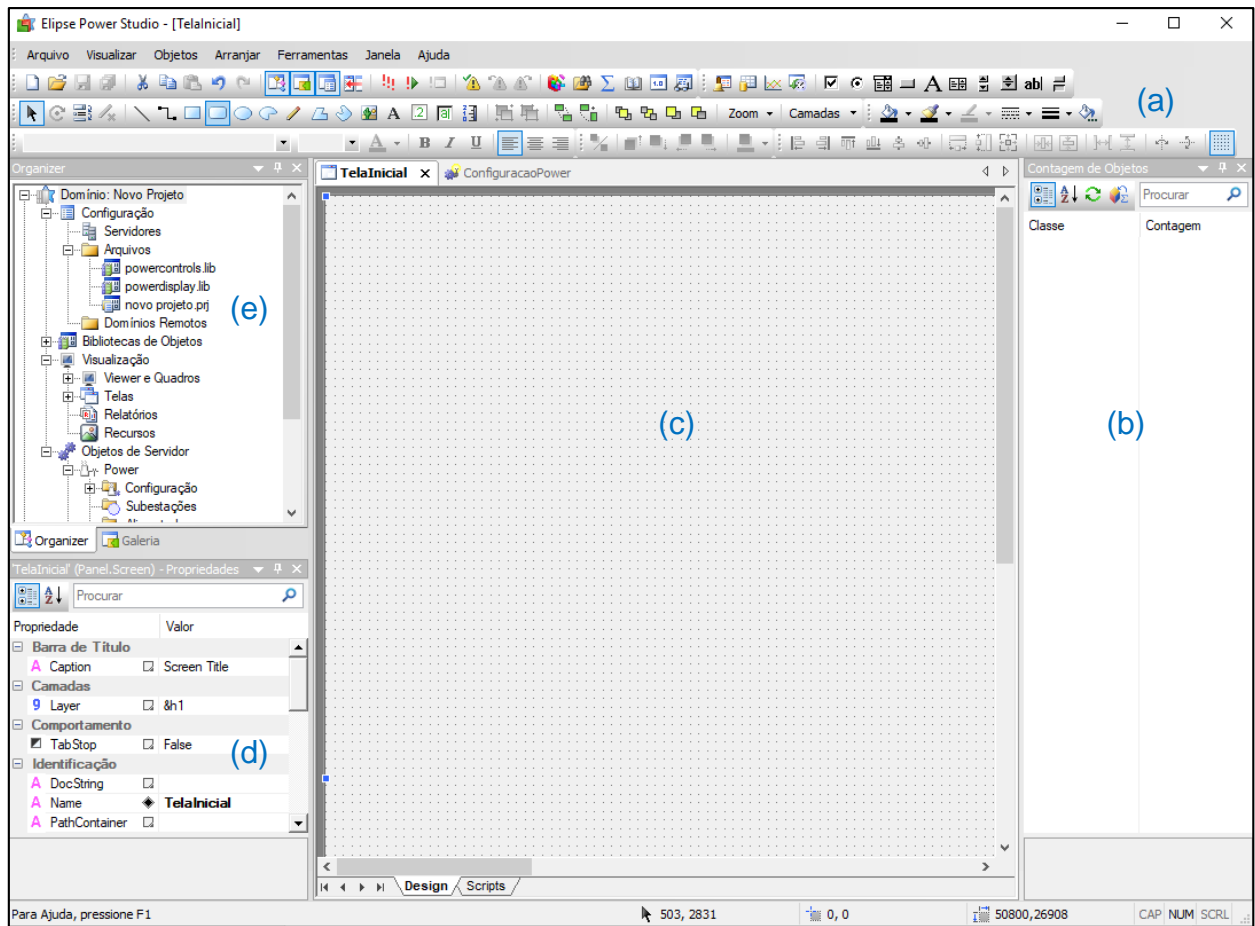 Elipse Power Studio - [TelaInicial]
Arquivo Visualizar Objetos Arranjar Ferramentas Janela Ajuda
ab|
A Zoom Camadas
(a)
A B I U
Organizer
Domínio: Novo Projeto
Configuração
Servidores
Arquivos
powercontrols.lib
powerdisplay.lib
novo projeto.prj
Domínios Remotos
Bibliotecas de Objetos
Visualização
Viewer e Quadros
Telas
Relatórios
Recursos
Objetos de Servidor
Power
Configuração
Subestações
(e)
Organizer Galeria
'TelaInicial' (Panel.Screen) - Propriedades
Procurar
Propriedade Valor
Barra de Título
A Caption Screen Title
Camadas
9 Layer &h1
Comportamento
TabStop False
Identificação
A DocString
A Name TelaInicial
A PathContainer
(d)
TelaInicial X ConfiguracaoPower
(c)
Design Scripts
Contagem de Objetos
Procurar
Classe Contagem
(b)
Para Ajuda, pressione F1 503, 2831 0, 0 50800,26908 CAP NUM SCRL